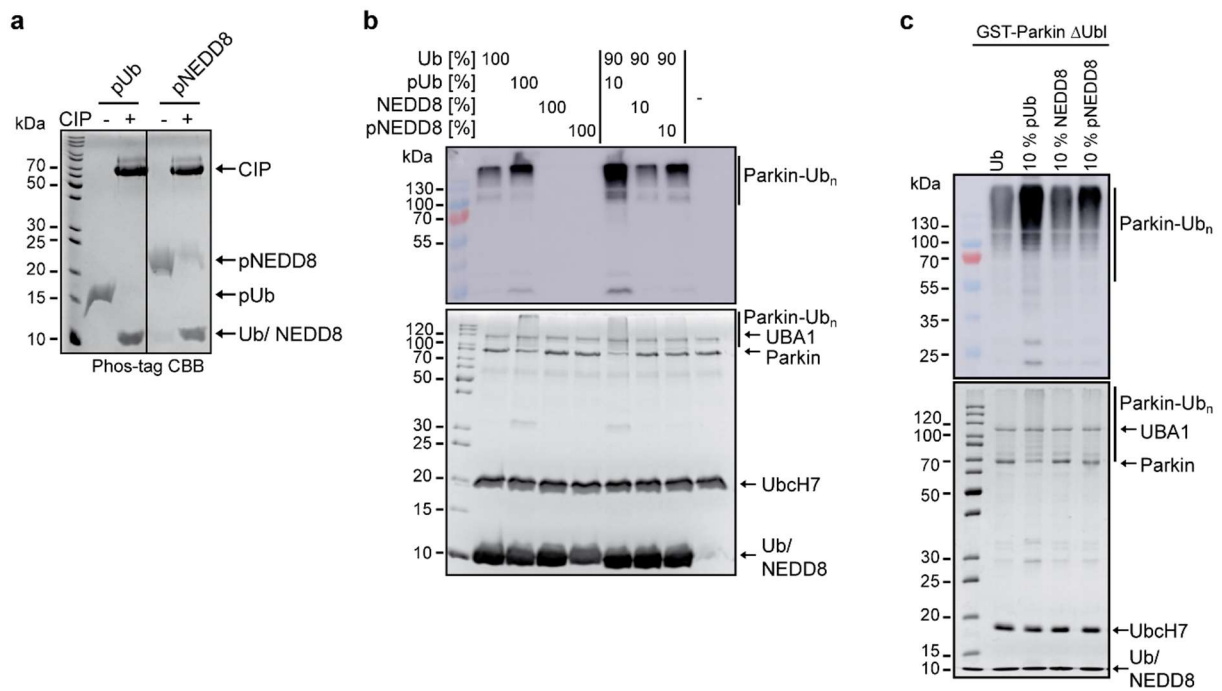 a
pUb
pNEDD8
kDa
CIP - + - +
70
50
30
25
20
15
10
CIP
pNEDD8
pUb
Ub/ NEDD8
Phos-tag CBB
b
Ub [%] 100 90 90 90
pUb [%] 100 10
NEDD8 [%] 100 10 -
pNEDD8 [%] 100 10
kDa
130
100
70
55
Parkin-Ubn
120
100
70
50
30
25
20
15
10
Parkin-Ubn
UBA1
Parkin
UbcH7
Ub/
NEDD8
c
GST-Parkin ΔUbl
Ub
10 % pUb
10 % NEDD8
10 % pNEDD8
kDa
130
100
70
55
35
25
Parkin-Ubn
120
100
70
50
30
25
20
15
10
Parkin-Ubn
UBA1
Parkin
UbcH7
Ub/
NEDD8